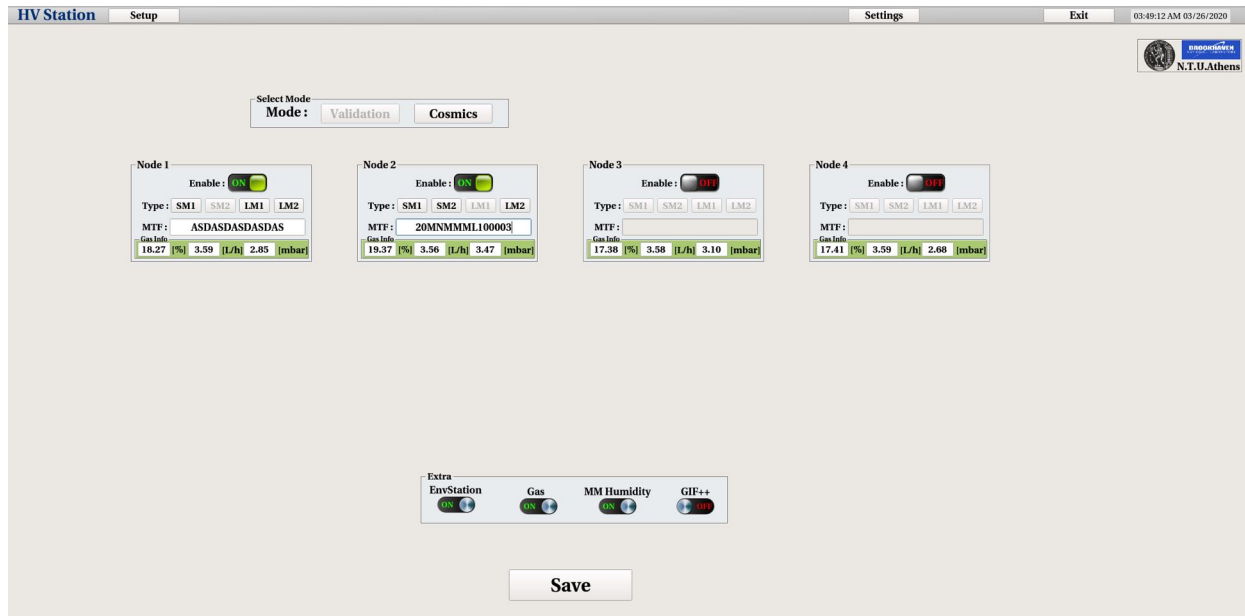 HV Station Setup Settings Exit 03:49:12 AM 03/26/2020
BROOKHAVEN
N.T.U.Athens
Select Mode
Mode : Validation Cosmics
Node 1 Node 2 Node 3 Node 4
Enable : ON Enable : ON Enable : OFF Enable : OFF
Type : SM1 SM2 LM1 LM2 Type : SM1 SM2 LM1 LM2 Type : SM1 SM2 LM1 LM2 Type : SM1 SM2 LM1 LM2
MTF : ASDASDASDASDAS MTF : 20MNMMML100003 MTF : MTF :
Gas Info Gas Info Gas Info Gas Info
18.27 [%] 3.59 [L/h] 2.85 [mbar] 19.37 [%] 3.56 [L/h] 3.47 [mbar] 17.38 [%] 3.58 [L/h] 3.10 [mbar] 17.41 [%] 3.59 [L/h] 2.68 [mbar]
Extra
EnvStation Gas MM Humidity GIF++
ON ON ON OFF
Save